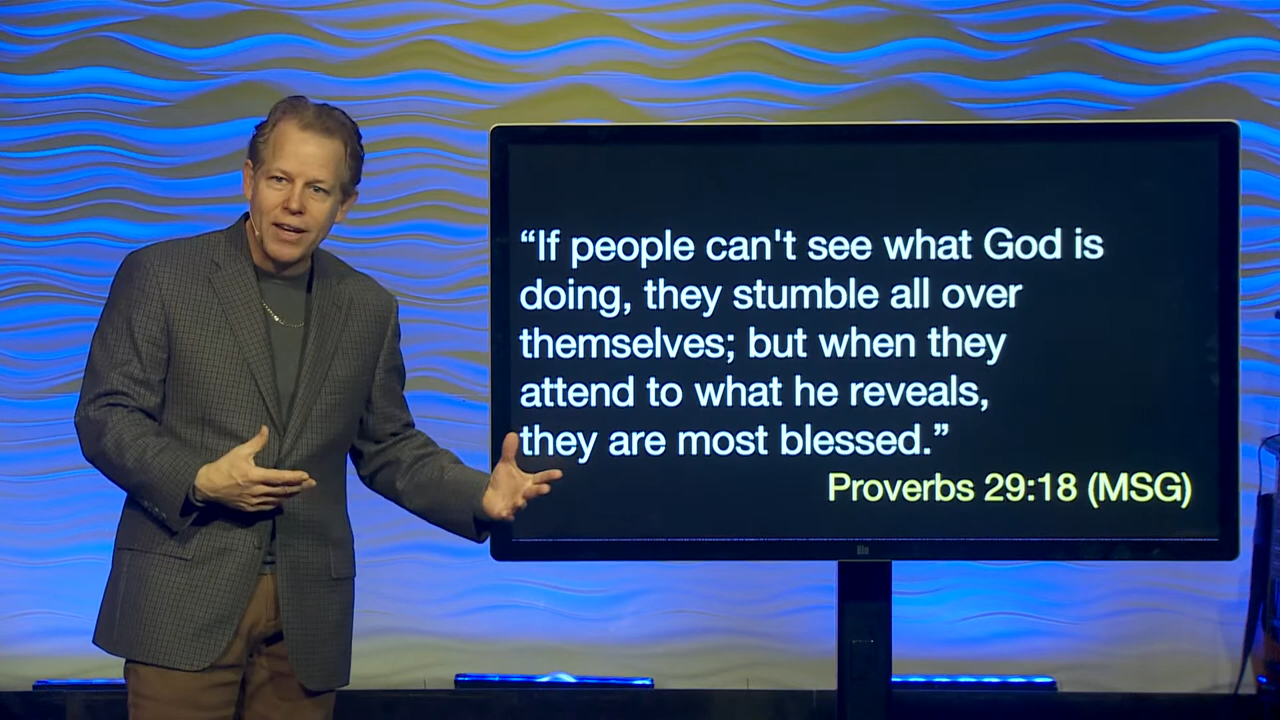 “If people can't see what God is
doing, they stumble all over
themselves; but when they
attend to what he reveals,
they are most blessed.”
Proverbs 29:18 (MSG)
elo